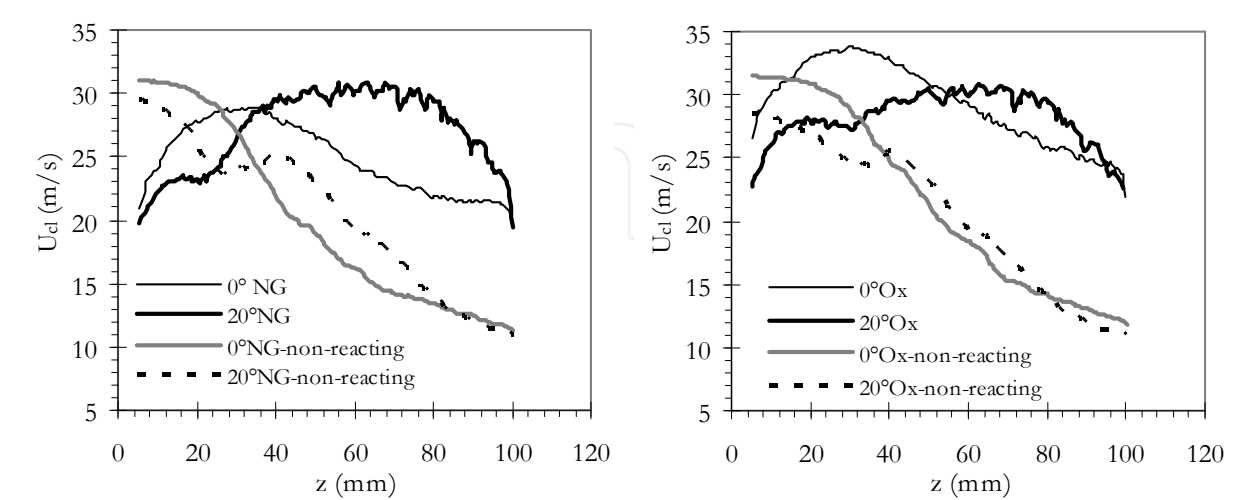 35
30
25
20
15
10
5
U_cl (m/s)
0° NG
20°NG
0°NG-non-reacting
20°NG-non-reacting
0 20 40 60 80 100 120
z (mm)
35
30
25
20
15
10
5
U_cl (m/s)
0°Ox
20°Ox
0°Ox-non-reacting
20°Ox-non-reacting
0 20 40 60 80 100 120
z (mm)